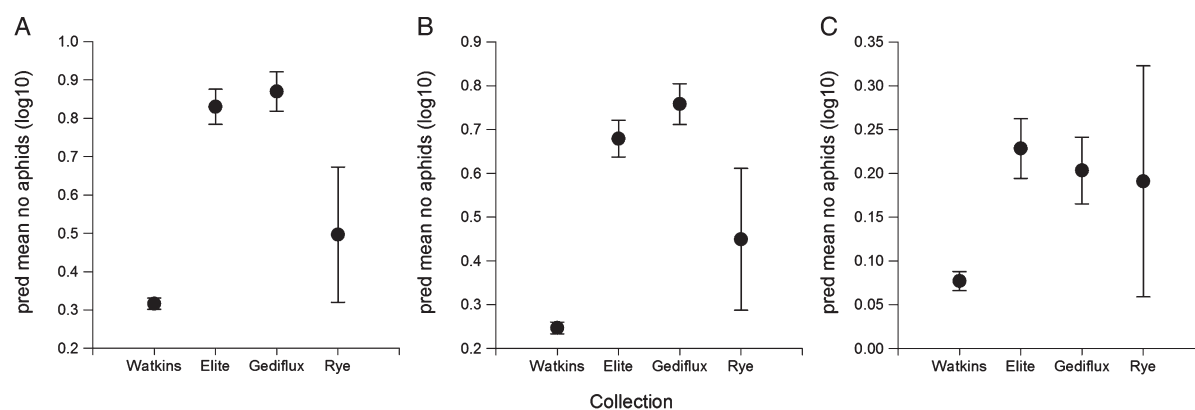 A
pred mean no aphids (log10)
1.0
0.9
0.8
0.7
0.6
0.5
0.4
0.3
0.2
Watkins Elite Gediflux Rye
B
pred mean no aphids (log10)
0.9
0.8
0.7
0.6
0.5
0.4
0.3
0.2
Watkins Elite Gediflux Rye
C
pred mean no aphids (log10)
0.35
0.30
0.25
0.20
0.15
0.10
0.05
0.00
Watkins Elite Gediflux Rye
Collection